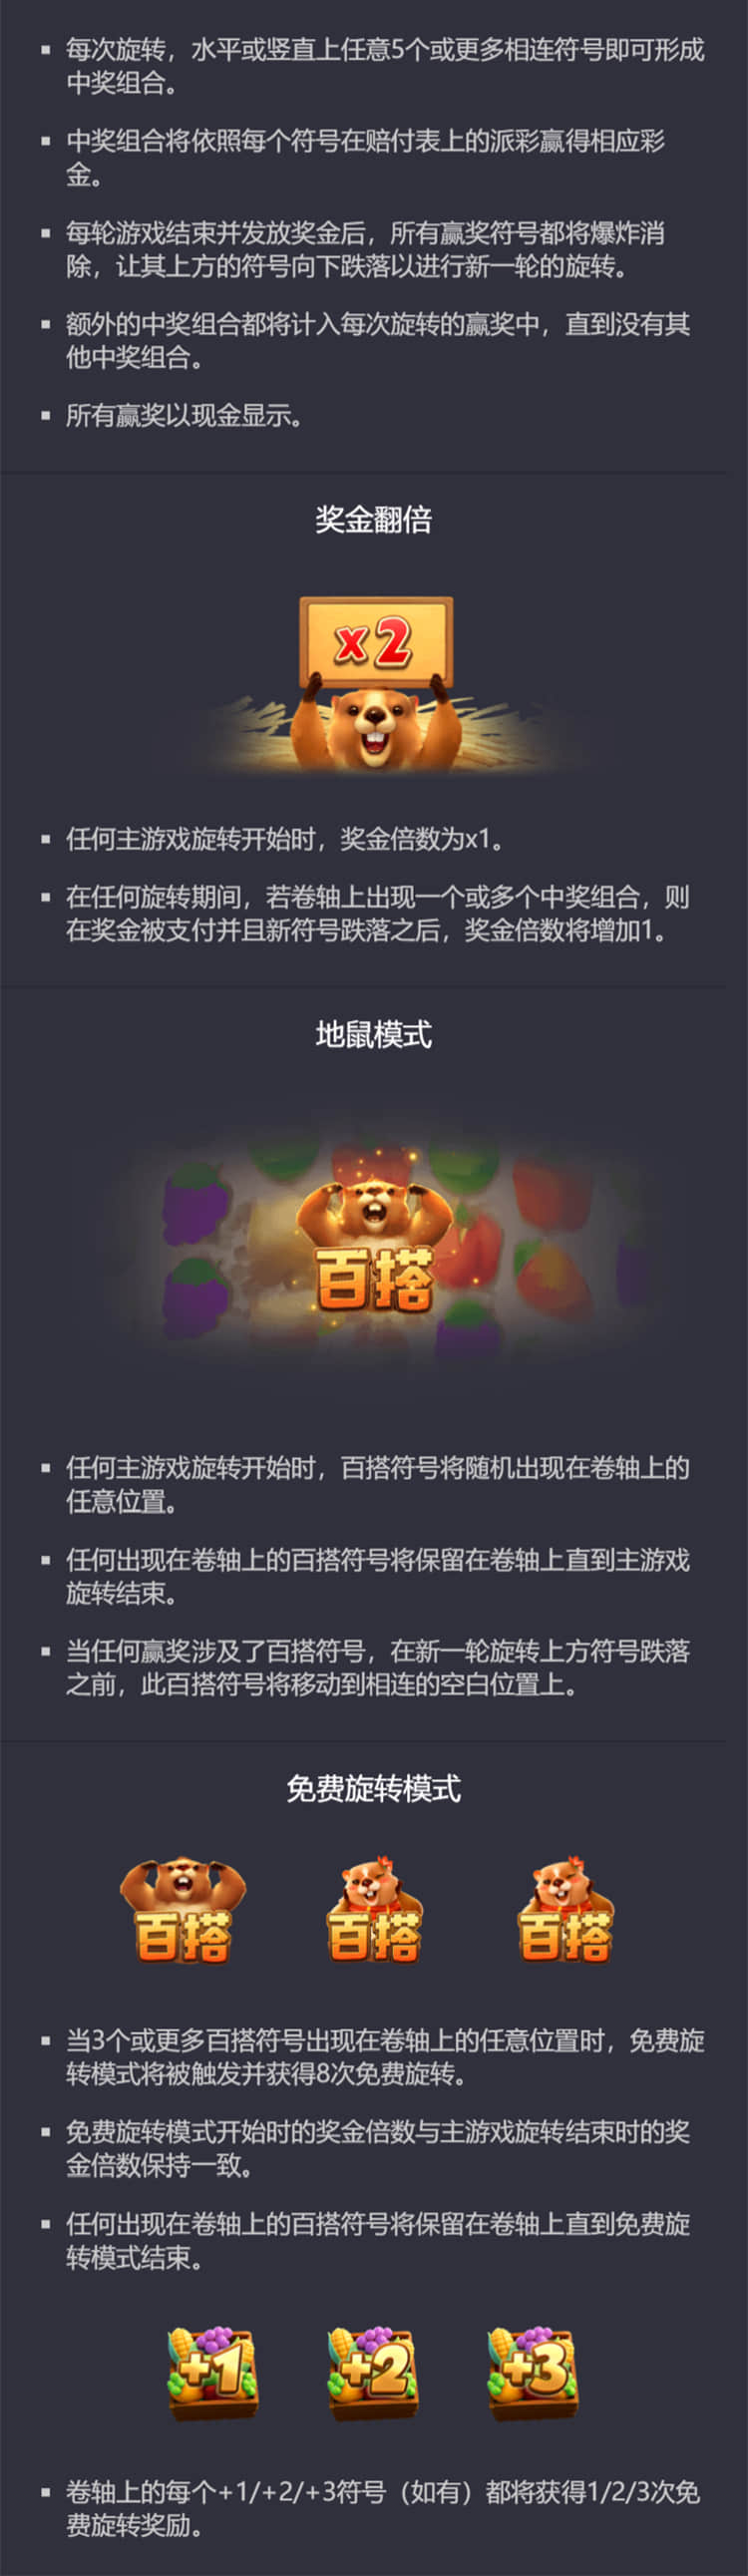 每次旋转，水平或竖直上任意5个或更多相连符号即可形成
中奖组合。
中奖组合将依照每个符号在赔付表上的派彩赢得相应彩
金。
每轮游戏结束并发放奖金后，所有赢奖符号都将爆炸消
除，让其上方的符号向下跌落以进行新一轮的旋转。
额外的中奖组合都将计入每次旋转的赢奖中，直到没有其
他中奖组合。
所有赢奖以现金显示。
奖金翻倍
x2
任何主游戏旋转开始时，奖金倍数为x1。
在任何旋转期间，若卷轴上出现一个或多个中奖组合，则
在奖金被支付并且新符号跌落之后，奖金倍数将增加1。
地鼠模式
百搭
任何主游戏旋转开始时，百搭符号将随机出现在卷轴上的
任意位置。
任何出现在卷轴上的百搭符号将保留在卷轴上直到主游戏
旋转结束。
当任何赢奖涉及了百搭符号，在新一轮旋转上方符号跌落
之前，此百搭符号将移动到相连的空白位置上。
免费旋转模式
百搭 百搭 百搭
当3个或更多百搭符号出现在卷轴上的任意位置时，免费旋
转模式将被触发并获得8次免费旋转。
免费旋转模式开始时的奖金倍数与主游戏旋转结束时的奖
金倍数保持一致。
任何出现在卷轴上的百搭符号将保留在卷轴上直到免费旋
转模式结束。
+1 +2 +3
卷轴上的每个+1/+2/+3符号（如有）都将获得1/2/3次免
费旋转奖励。